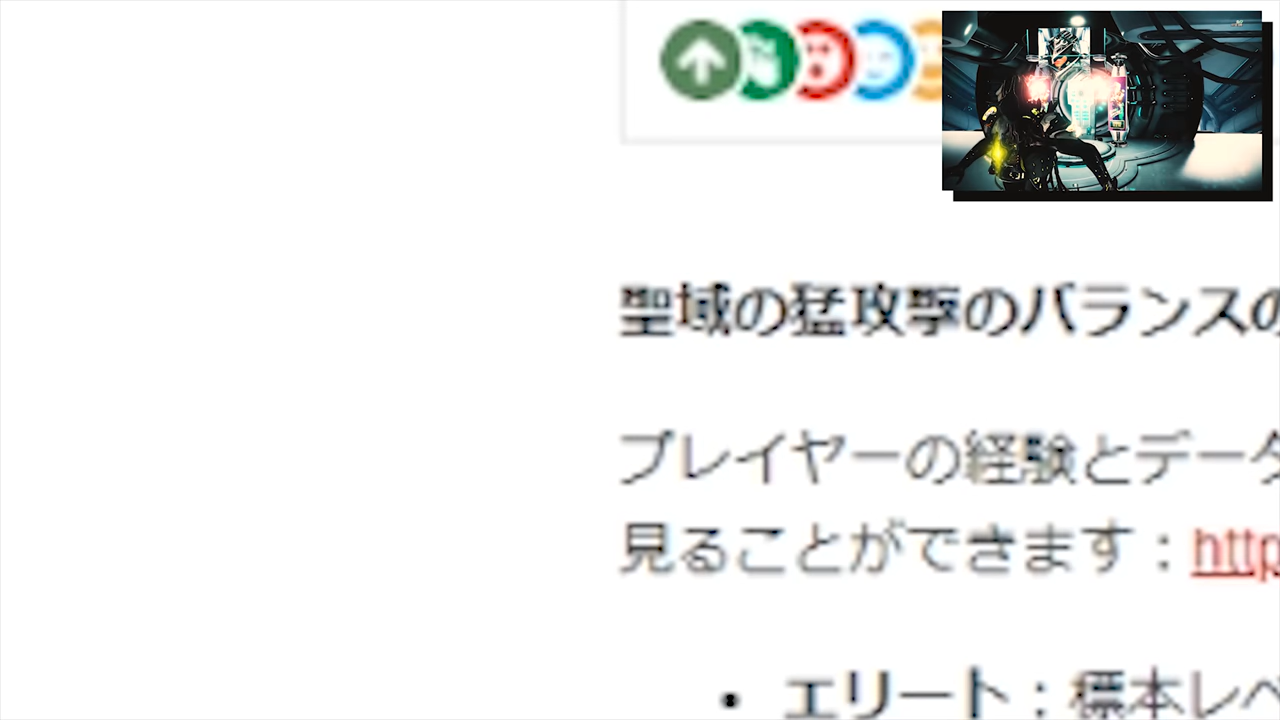 聖域の猛攻撃のバランスの
プレイヤーの経験とデータ
見ることができます：http
• エリート：標本レベ